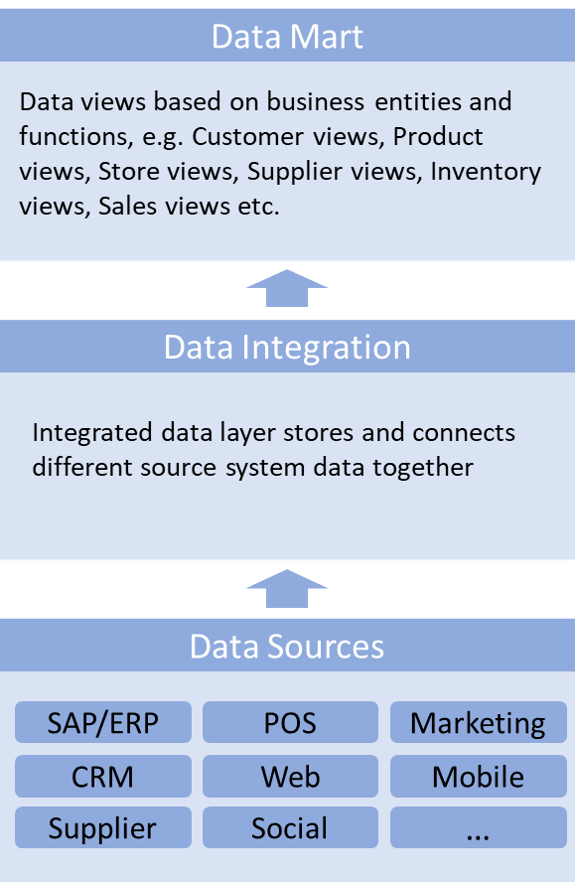 Data Mart
Data views based on business entities and
functions, e.g. Customer views, Product
views, Store views, Supplier views, Inventory
views, Sales views etc.
Data Integration
Integrated data layer stores and connects
different source system data together
Data Sources
SAP/ERP POS Marketing
CRM Web Mobile
Supplier Social ...